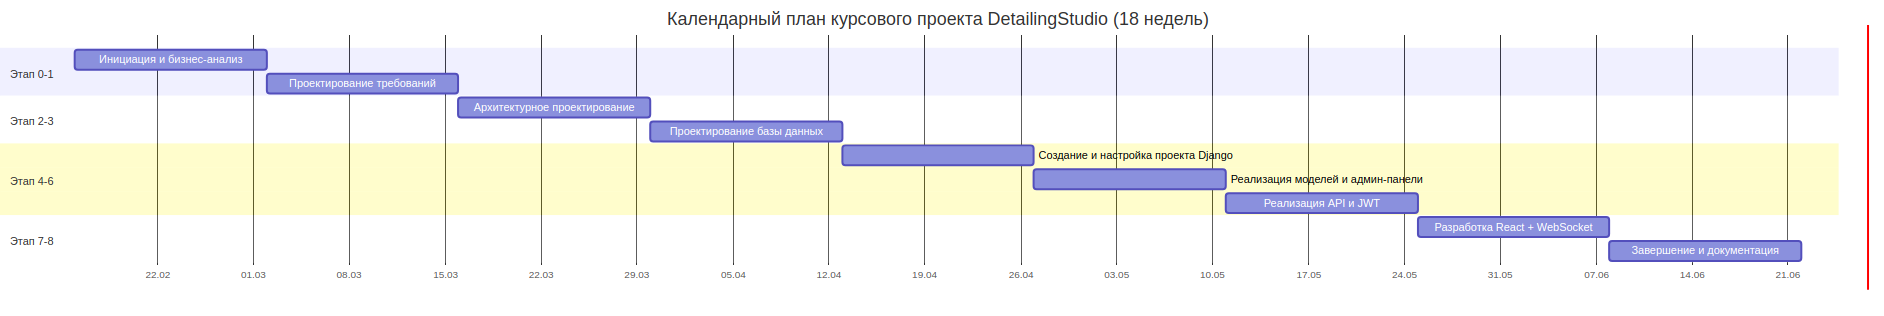 Календарный план курсового проекта DetailingStudio (18 недель)
Этап 0-1
Инициация и бизнес-анализ
Проектирование требований
Этап 2-3
Архитектурное проектирование
Проектирование базы данных
Этап 4-6
Создание и настройка проекта Django
Реализация моделей и админ-панели
Реализация API и JWT
Этап 7-8
Разработка React + WebSocket
Завершение и документация
22.02 01.03 08.03 15.03 22.03 29.03 05.04 12.04 19.04 26.04 03.05 10.05 17.05 24.05 31.05 07.06 14.06 21.06